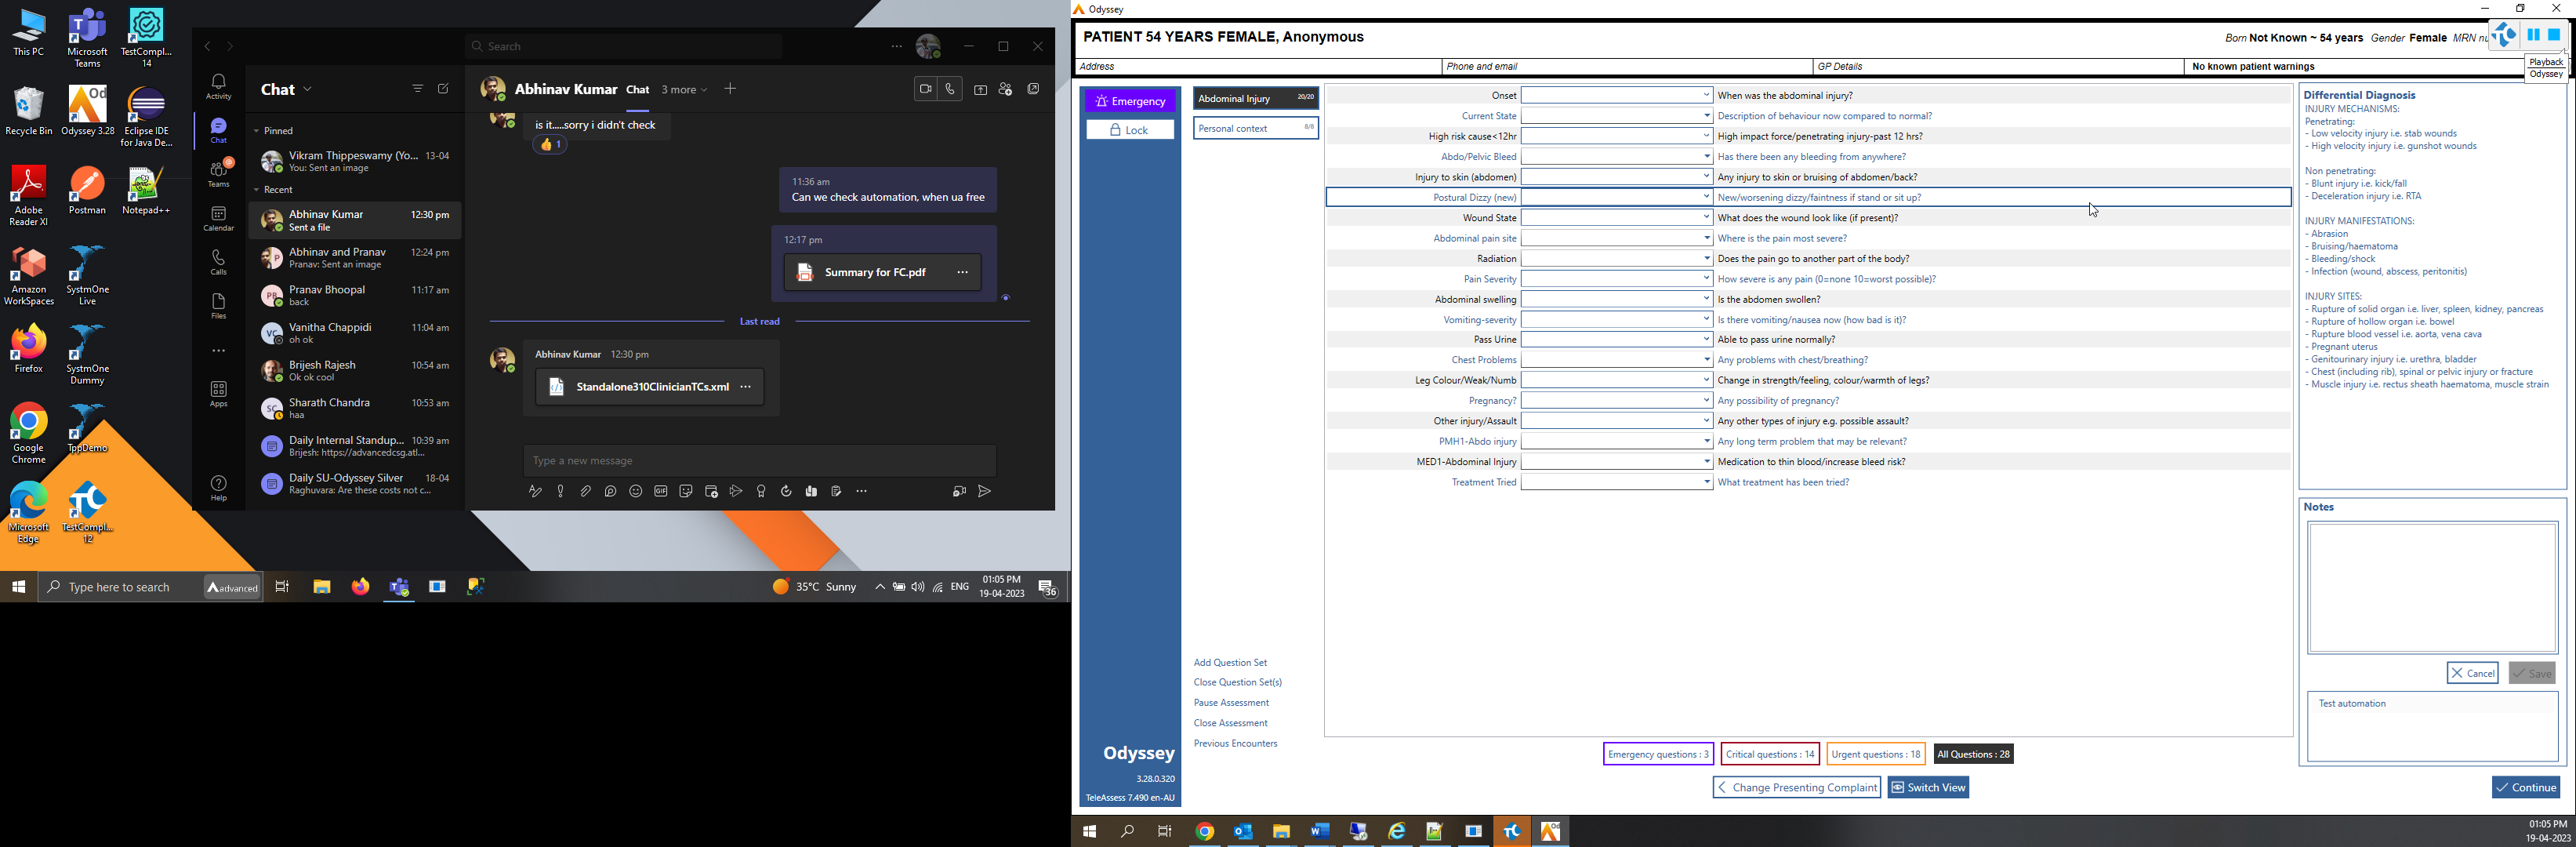 This PC
Microsoft Teams
TestCompl... 14
Recycle Bin
Odyssey 3.28
Eclipse IDE for Java De...
Adobe Reader XI
Postman
Notepad++
Amazon WorkSpaces
SystmOne Live
Firefox
SystmOne Dummy
Google Chrome
TppDemo
Microsoft Edge
TestCompl... 12
Search
Activity
Chat
Teams
Calendar
Calls
Files
Apps
Help
Chat
Pinned
Vikram Thippeswamy (Yo... 13-04
You: Sent an image
Recent
Abhinav Kumar 12:30 pm
Sent a file
Abhinav and Pranav 12:24 pm
Pranav: Sent an image
PB Pranav Bhoopal 11:17 am
back
VC Vanitha Chappidi 11:04 am
oh ok
Brijesh Rajesh 10:54 am
Ok ok cool
SC Sharath Chandra 10:53 am
haa
Daily Internal Standup... 10:39 am
Brijesh: https://advancedcsg.atl...
Daily SU-Odyssey Silver 18-04
Raghuvara: Are these costs not c...
Abhinav Kumar Chat 3 more
is it.....sorry i didn't check
1
11:36 am
Can we check automation, when ua free
12:17 pm
Summary for FC.pdf
Last read
Abhinav Kumar 12:30 pm
Standalone310ClinicianTCs.xml
Type a new message
GIF
Type here to search
advanced
35°C Sunny
ENG
01:05 PM
19-04-2023
36
Odyssey
PATIENT 54 YEARS FEMALE, Anonymous
Born Not Known ~ 54 years Gender Female MRN nu
Playback
Odyssey
Address
Phone and email
GP Details
No known patient warnings
Emergency
Lock
Abdominal Injury 20/20
Personal context 8/8
Onset When was the abdominal injury?
Current State Description of behaviour now compared to normal?
High risk cause<12hr High impact force/penetrating injury-past 12 hrs?
Abdo/Pelvic Bleed Has there been any bleeding from anywhere?
Injury to skin (abdomen) Any injury to skin or bruising of abdomen/back?
Postural Dizzy (new) New/worsening dizzy/faintness if stand or sit up?
Wound State What does the wound look like (if present)?
Abdominal pain site Where is the pain most severe?
Radiation Does the pain go to another part of the body?
Pain Severity How severe is any pain (0=none 10=worst possible)?
Abdominal swelling Is the abdomen swollen?
Vomiting-severity Is there vomiting/nausea now (how bad is it)?
Pass Urine Able to pass urine normally?
Chest Problems Any problems with chest/breathing?
Leg Colour/Weak/Numb Change in strength/feeling, colour/warmth of legs?
Pregnancy? Any possibility of pregnancy?
Other injury/Assault Any other types of injury e.g. possible assault?
PMH1-Abdo injury Any long term problem that may be relevant?
MED1-Abdominal Injury Medication to thin blood/increase bleed risk?
Treatment Tried What treatment has been tried?
Differential Diagnosis
INJURY MECHANISMS:
Penetrating:
- Low velocity injury i.e. stab wounds
- High velocity injury i.e. gunshot wounds
Non penetrating:
- Blunt injury i.e. kick/fall
- Deceleration injury i.e. RTA
INJURY MANIFESTATIONS:
- Abrasion
- Bruising/haematoma
- Bleeding/shock
- Infection (wound, abscess, peritonitis)
INJURY SITES:
- Rupture of solid organ i.e. liver, spleen, kidney, pancreas
- Rupture of hollow organ i.e. bowel
- Rupture blood vessel i.e. aorta, vena cava
- Pregnant uterus
- Genitourinary injury i.e. urethra, bladder
- Chest (including rib), spinal or pelvic injury or fracture
- Muscle injury i.e. rectus sheath haematoma, muscle strain
Notes
Cancel
Save
Test automation
Add Question Set
Close Question Set(s)
Pause Assessment
Close Assessment
Previous Encounters
Odyssey
3.28.0.320
TeleAssess 7.490 en-AU
Emergency questions : 3
Critical questions : 14
Urgent questions : 18
All Questions : 28
Change Presenting Complaint
Switch View
Continue
01:05 PM
19-04-2023